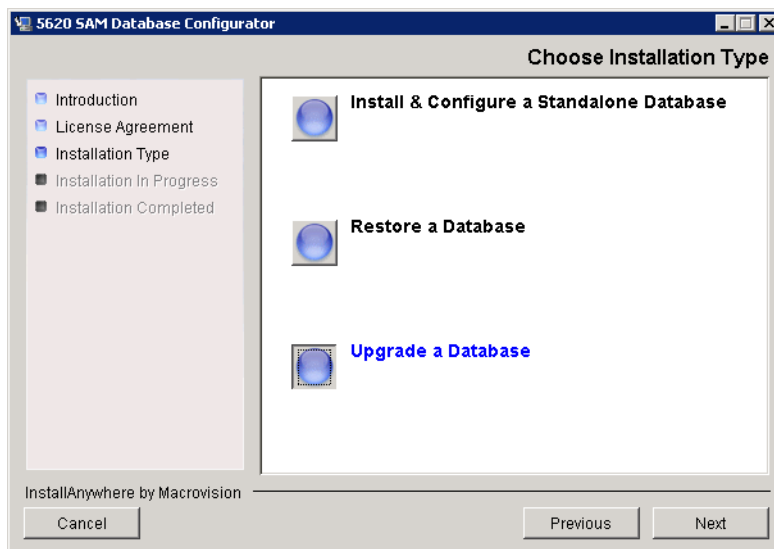 5620 SAM Database Configurator
Choose Installation Type
Introduction
License Agreement
Installation Type
Installation In Progress
Installation Completed
Install & Configure a Standalone Database
Restore a Database
Upgrade a Database
InstallAnywhere by Macrovision
Cancel
Previous
Next